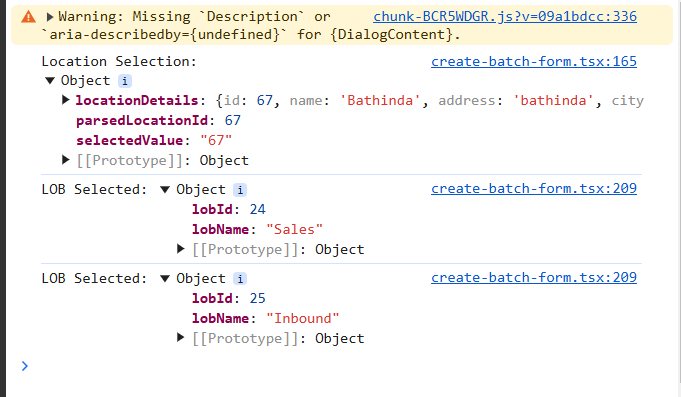 Warning: Missing `Description` or chunk-BCR5WDGR.js?v=09a1bdcc:336
`aria-describedby={undefined}` for {DialogContent}.
Location Selection: create-batch-form.tsx:165
Object i
locationDetails: {id: 67, name: 'Bathinda', address: 'bathinda', city
parsedLocationId: 67
selectedValue: "67"
[[Prototype]]: Object
LOB Selected: Object i create-batch-form.tsx:209
lobId: 24
lobName: "Sales"
[[Prototype]]: Object
LOB Selected: Object i create-batch-form.tsx:209
lobId: 25
lobName: "Inbound"
[[Prototype]]: Object